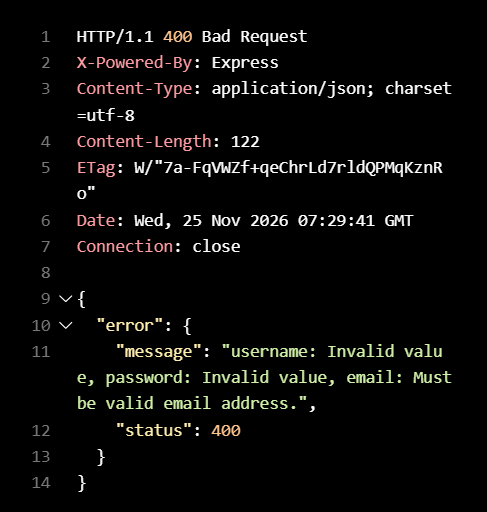 1 HTTP/1.1 400 Bad Request
2 X-Powered-By: Express
3 Content-Type: application/json; charset
=utf-8
4 Content-Length: 122
5 ETag: W/"7a-FqVWZf+qeChrLd7rldQPMqKznR
o"
6 Date: Wed, 25 Nov 2026 07:29:41 GMT
7 Connection: close
8
9 {
10 "error": {
11 "message": "username: Invalid valu
e, password: Invalid value, email: Must
be valid email address.",
12 "status": 400
13 }
14 }